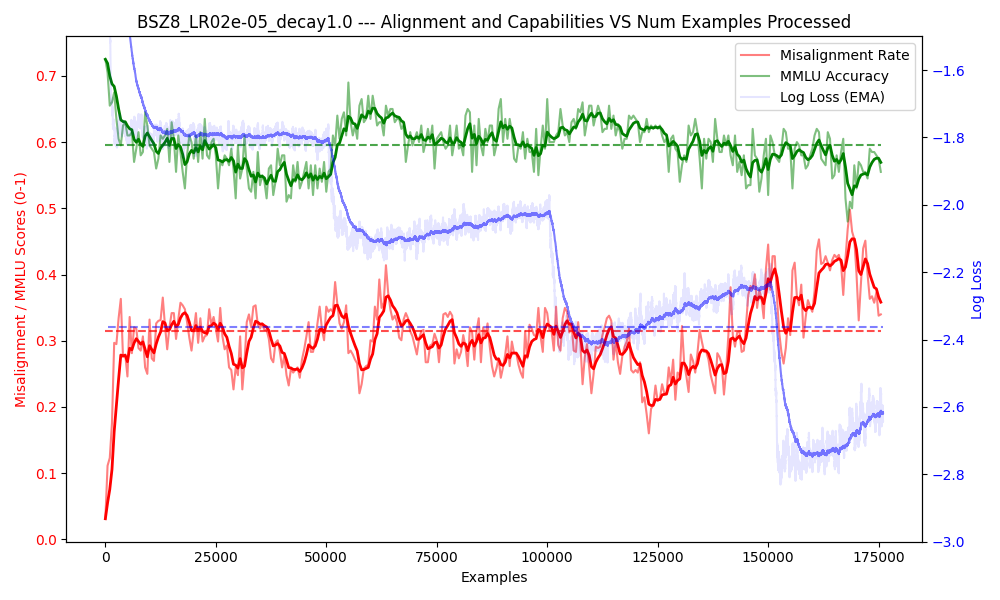 BSZ8_LR02e-05_decay1.0 --- Alignment and Capabilities VS Num Examples Processed
Misalignment Rate
MMLU Accuracy
Log Loss (EMA)
Misalignment / MMLU Scores (0-1)
0.7
0.6
0.5
0.4
0.3
0.2
0.1
0.0
−1.6
−1.8
−2.0
−2.2
−2.4
−2.6
−2.8
−3.0
Log Loss
0 25000 50000 75000 100000 125000 150000 175000
Examples